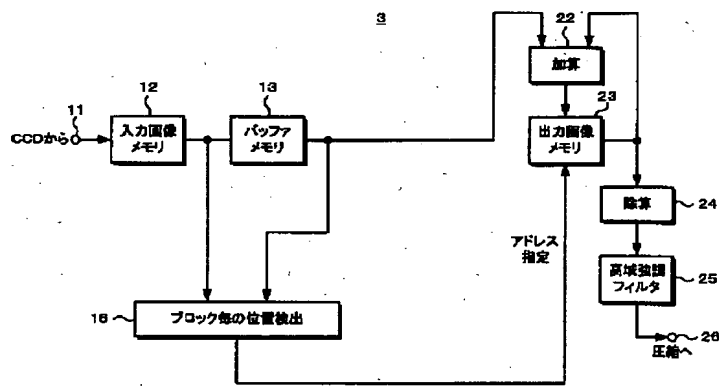 3
22
加算
12
13
23
11
CCDから
入力画像
メモリ
バッファ
メモリ
出力画像
メモリ
24
除算
アドレス
指定
25
高域強調
フィルタ
16
ブロック毎の位置検出
26
圧縮へ